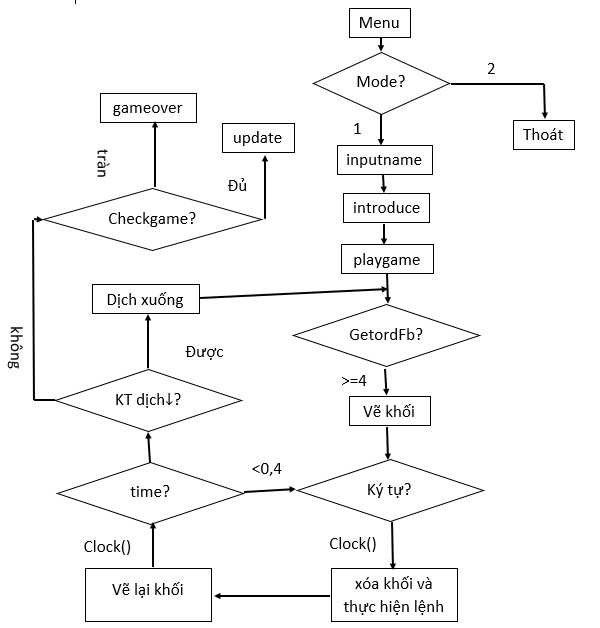 Menu
Mode?
2
Thoát
1
inputname
introduce
playgame
gameover
update
tràn
Đủ
Checkgame?
Dịch xuống
GetordFb?
không
Được
>=4
KT dịch↓?
Vẽ khối
<0,4
time?
Ký tự?
Clock()
Clock()
Vẽ lại khối
xóa khối và
thực hiện lệnh